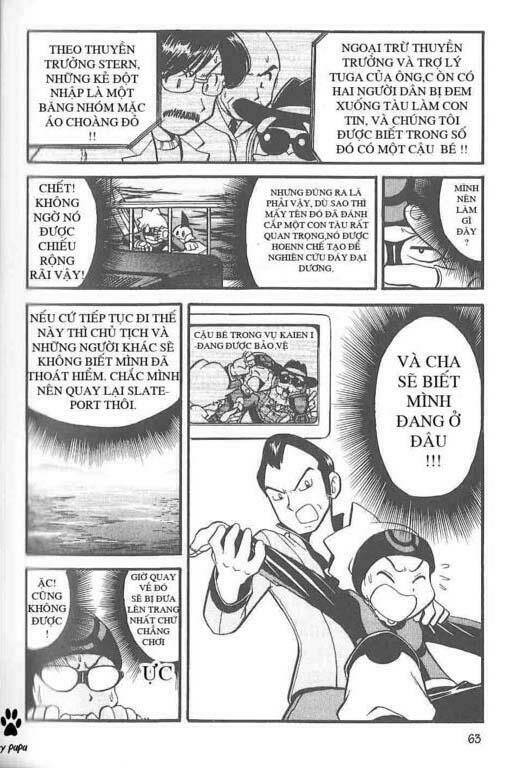 THEO THUYỀN
TRƯỞNG STERN,
NHỮNG KẺ ĐỘT
NHẬP LÀ MỘT
BĂNG NHÓM MẶC
ÁO CHOÀNG ĐỎ
!!
NGOẠI TRỪ THUYỀN
TRƯỞNG VÀ TRỢ LÝ
TUGA CỦA ÔNG,C ÒN CÓ
HAI NGƯỜI DÂN BỊ ĐEM
XUỐNG TÀU LÀM CON
TIN, VÀ CHÚNG TÔI
ĐƯỢC BIẾT TRONG SỐ
ĐÓ CÓ MỘT CẬU BÉ !!
CHẾT!
KHÔNG
NGỜ NÓ
ĐƯỢC
CHIẾU
RỘNG
RÃI VẬY!
NHƯNG ĐÚNG RA LÀ
PHẢI VẬY, DÙ SAO THÌ
MẤY TÊN ĐÓ ĐÃ ĐÁNH
CẮP MỘT CON TÀU RẤT
QUAN TRỌNG,NÓ ĐƯỢC
HOENN CHẾ TẠO ĐỂ
NGHIÊN CỨU ĐÁY ĐẠI
DƯƠNG.
MÌNH
NÊN
LÀM
GÌ
ĐÂY
?
NẾU CỨ TIẾP TỤC ĐI THẾ
NÀY THÌ CHỦ TỊCH VÀ
NHỮNG NGƯỜI KHÁC SẼ
KHÔNG BIẾT MÌNH ĐÃ
THOÁT HIỂM. CHẮC MÌNH
NÊN QUAY LẠI SLATE-
PORT THÔI.
CẬU BÉ TRONG VỤ KAIEN I
ĐANG ĐƯỢC BẢO VỆ
VÀ CHA
SẼ BIẾT
MÌNH
ĐANG Ở
ĐÂU
!!!
ẶC!
CŨNG
KHÔNG
ĐƯỢC
!
GIỜ QUAY
VỀ ĐÓ
SẼ BỊ ĐƯA
LÊN TRANG
NHẤT CHỨ
CHẲNG
CHƠI
ỰC
63
y papa